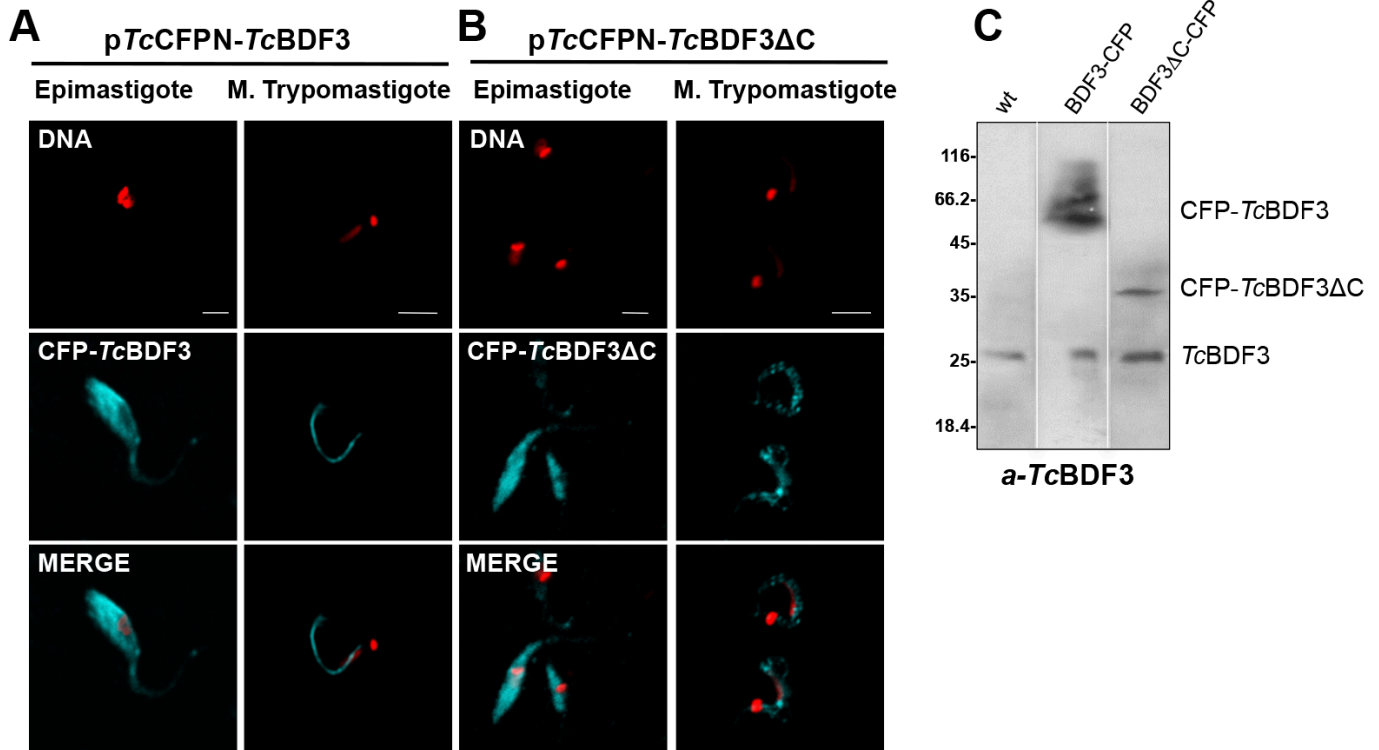 A
pTcCFPN-TcBDF3
Epimastigote
M. Trypomastigote
DNA
CFP-TcBDF3
MERGE
B
pTcCFPN-TcBDF3ΔC
Epimastigote
M. Trypomastigote
DNA
CFP-TcBDF3ΔC
MERGE
C
wt
BDF3-CFP
BDF3ΔC-CFP
116-
66.2-
45-
35-
25-
18.4-
CFP-TcBDF3
CFP-TcBDF3ΔC
TcBDF3
a-TcBDF3